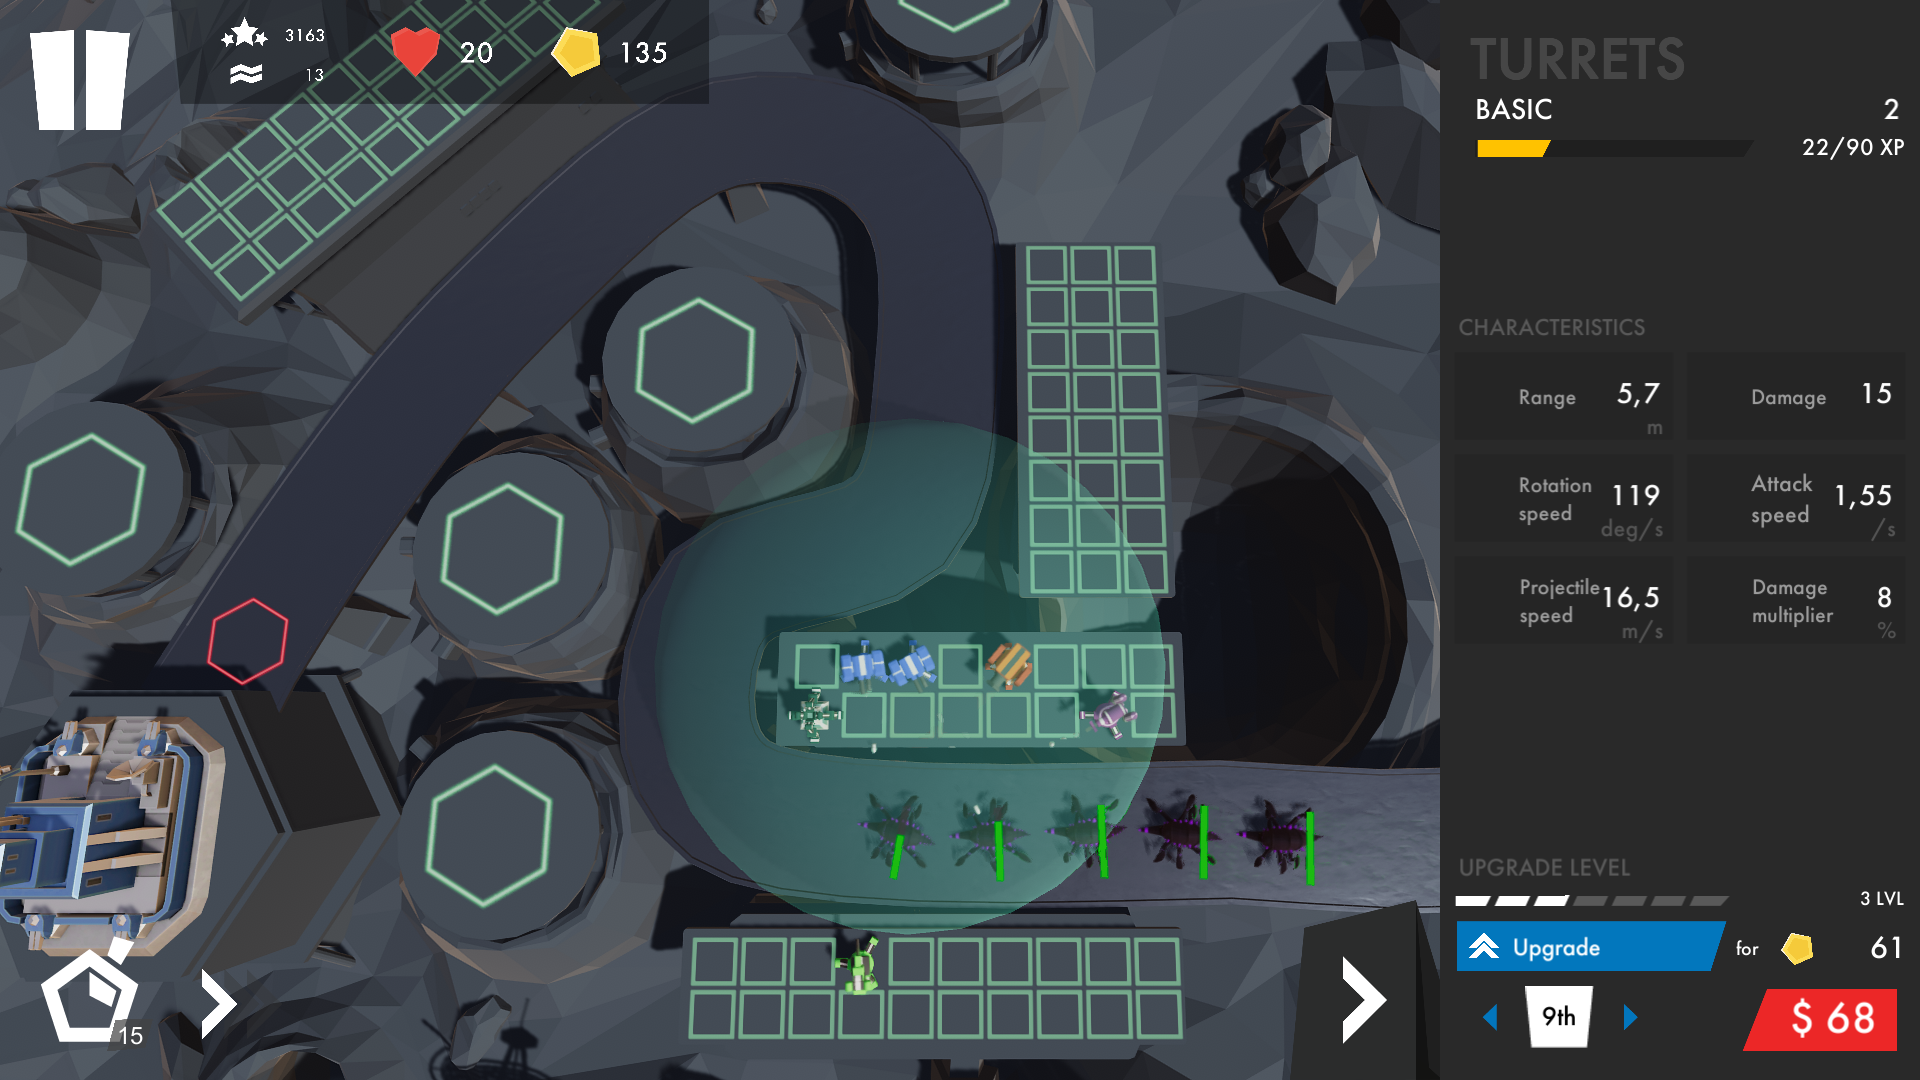 3163
20
135
13
TURRETS
BASIC
2
22/90 XP
CHARACTERISTICS
Range
5,7
m
Damage
15
Rotation
speed
119
deg/s
Attack
speed
1,55
/s
Projectile
speed
16,5
m/s
Damage
multiplier
8
%
UPGRADE LEVEL
3 LVL
Upgrade
for
61
9th
$ 68
15